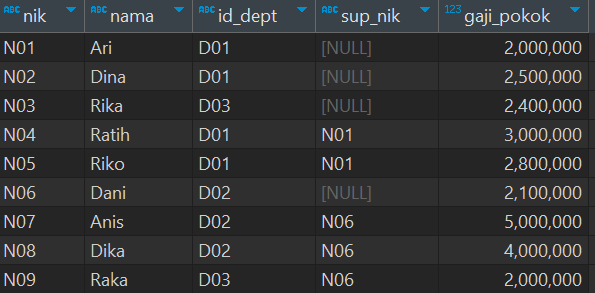 ABC nik ABC nama ABC id_dept ABC sup_nik 123 gaji_pokok
N01 Ari D01 [NULL] 2,000,000
N02 Dina D01 [NULL] 2,500,000
N03 Rika D03 [NULL] 2,400,000
N04 Ratih D01 N01 3,000,000
N05 Riko D01 N01 2,800,000
N06 Dani D02 [NULL] 2,100,000
N07 Anis D02 N06 5,000,000
N08 Dika D02 N06 4,000,000
N09 Raka D03 N06 2,000,000